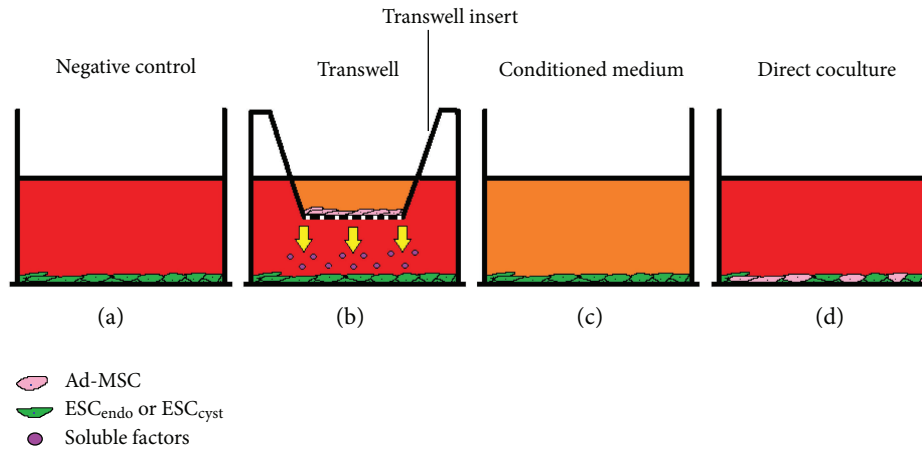 Transwell insert
Negative control
Transwell
Conditioned medium
Direct coculture
(a)
(b)
(c)
(d)
Ad-MSC
ESCendo or ESCcyst
Soluble factors